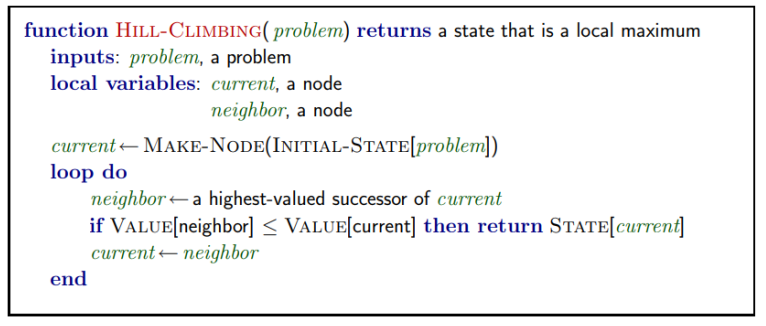 function HILL-CLIMBING( problem) returns a state that is a local maximum
inputs: problem, a problem
local variables: current, a node
neighbor, a node
current ← MAKE-NODE(INITIAL-STATE[problem])
loop do
neighbor ← a highest-valued successor of current
if VALUE[neighbor] ≤ VALUE[current] then return STATE[current]
current ← neighbor
end